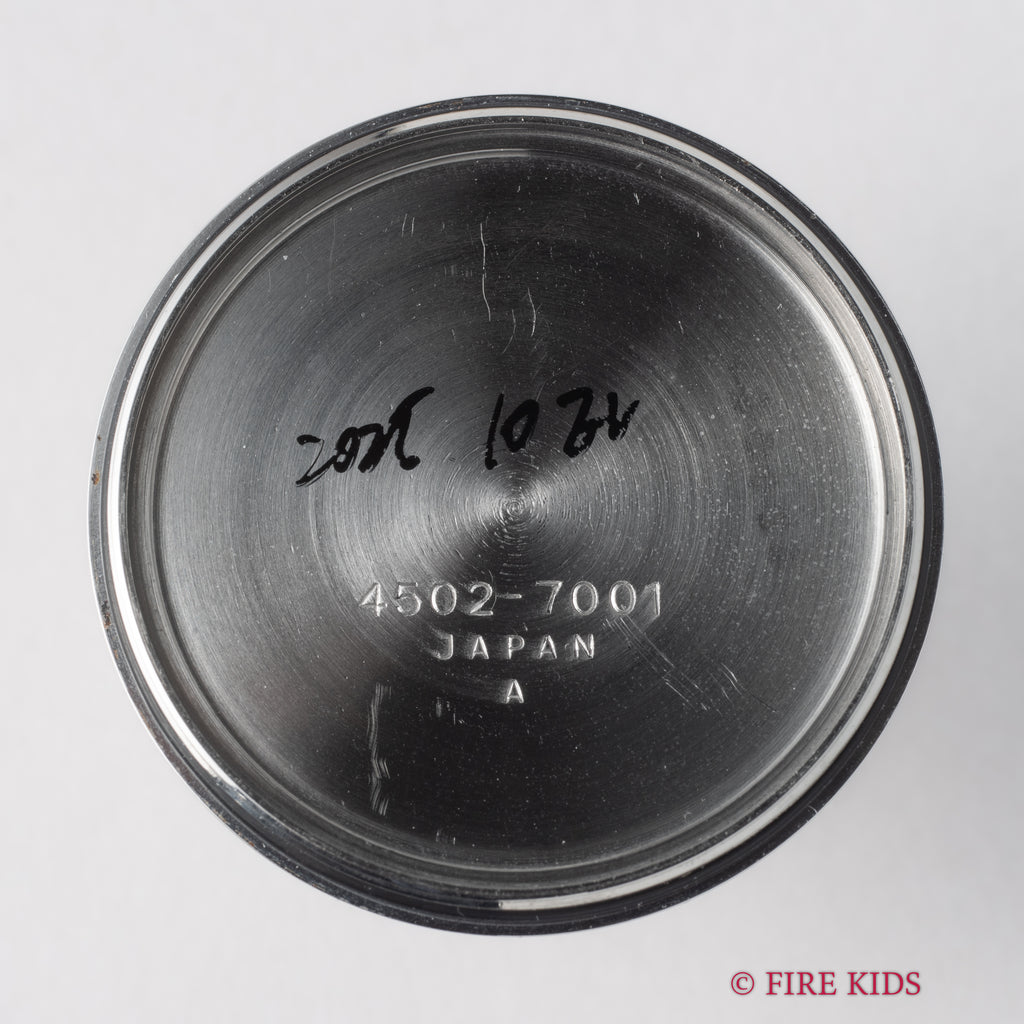 4502-7001
JAPAN
A
© FIRE KIDS